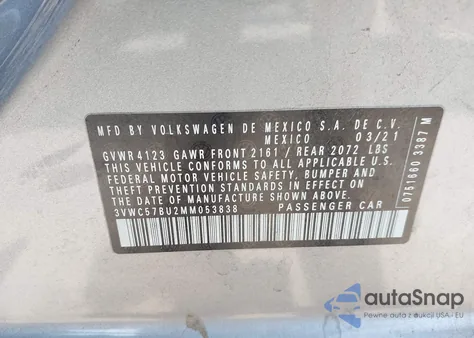 MFD BY VOLKSWAGEN DE MEXICO S.A. DE C.V.
MEXICO 03/21
GVWR 4123 GAWR FRONT 2161 / REAR 2072 LBS
THIS VEHICLE CONFORMS TO ALL APPLICABLE U.S.
FEDERAL MOTOR VEHICLE SAFETY, BUMPER AND
THEFT PREVENTION STANDARDS IN EFFECT ON
THE DATE OF MANUFACTURE SHOWN ABOVE.
3VWC57BU2MM053838 PASSENGER CAR
0751660 3387 M
autoSnap
Pewne auta z aukcji USA i EU